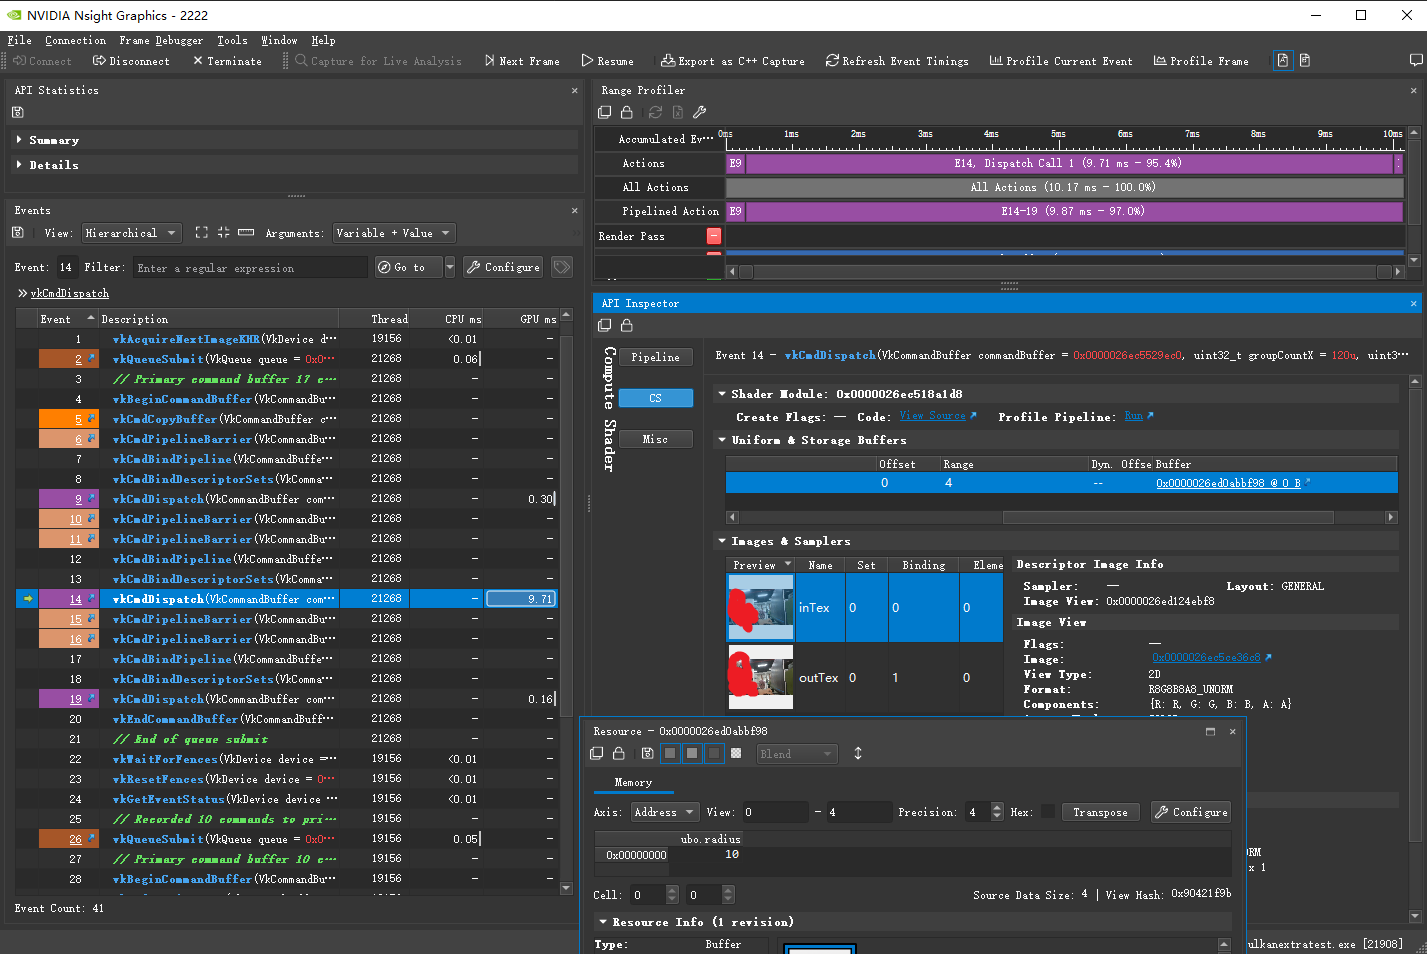 NVIDIA Nsight Graphics - 2222
File Connection Frame Debugger Tools Window Help
Connect Disconnect Terminate Capture for Live Analysis Next Frame Resume Export as C++ Capture Refresh Event Timings Profile Current Event Profile Frame
API Statistics
Summary
Details
Events
View: Hierarchical Arguments: Variable + Value
Event: 14 Filter: Enter a regular expression Go to Configure
vkCmdDispatch
Event Description Thread CPU ms GPU ms
1 vkAcquireNextImageKHR(VkDevice d··· 19156 <0.01 —
2 vkQueueSubmit(VkQueue queue = 0x0··· 21268 0.06 —
3 // Primary command buffer 17 c··· 21268 — —
4 vkBeginCommandBuffer(VkCommandBu··· 21268 — —
5 vkCmdCopyBuffer(VkCommandBuffer c··· 21268 — —
6 vkCmdPipelineBarrier(VkCommandBu··· 21268 — —
7 vkCmdBindPipeline(VkCommandBuffe··· 21268 — —
8 vkCmdBindDescriptorSets(VkComma··· 21268 — —
9 vkCmdDispatch(VkCommandBuffer com··· 21268 — 0.30
10 vkCmdPipelineBarrier(VkCommandBu··· 21268 — —
11 vkCmdPipelineBarrier(VkCommandBu··· 21268 — —
12 vkCmdBindPipeline(VkCommandBuffe··· 21268 — —
13 vkCmdBindDescriptorSets(VkComma··· 21268 — —
14 vkCmdDispatch(VkCommandBuffer com··· 21268 — 9.71
15 vkCmdPipelineBarrier(VkCommandBu··· 21268 — —
16 vkCmdPipelineBarrier(VkCommandBu··· 21268 — —
17 vkCmdBindPipeline(VkCommandBuffe··· 21268 — —
18 vkCmdBindDescriptorSets(VkComma··· 21268 — —
19 vkCmdDispatch(VkCommandBuffer com··· 21268 — 0.16
20 vkEndCommandBuffer(VkCommandBuff··· 21268 — —
21 // End of queue submit 21268 — —
22 vkWaitForFences(VkDevice device =··· 19156 <0.01 —
23 vkResetFences(VkDevice device = 0··· 19156 <0.01 —
24 vkGetEventStatus(VkDevice device ··· 19156 <0.01 —
25 // Recorded 10 commands to pri··· 19156 — —
26 vkQueueSubmit(VkQueue queue = 0x0··· 19156 0.05 —
27 // Primary command buffer 10 c··· 19156 — —
28 vkBeginCommandBuffer(VkCommandBu··· 19156 — —
Event Count: 41
Range Profiler
Accumulated Ev··· 0ms 1ms 2ms 3ms 4ms 5ms 6ms 7ms 8ms 9ms 10ms
Actions E9 E14, Dispatch Call 1 (9.71 ms - 95.4%)
All Actions All Actions (10.17 ms - 100.0%)
Pipelined Action E9 E14-19 (9.87 ms - 97.0%)
Render Pass
API Inspector
Compute Shader
Pipeline
CS
Misc
Event 14 - vkCmdDispatch(VkCommandBuffer commandBuffer = 0x0000026ec5529ec0, uint32_t groupCountX = 120u, uint3···
Shader Module: 0x0000026ec518a1d8
Create Flags: — Code: View Source Profile Pipeline: Run
Uniform & Storage Buffers
Offset Range Dyn. Offse Buffer
0 4 -- 0x0000026ed0abbf98 @ 0 B
Images & Samplers
Preview Name Set Binding Eleme
inTex 0 0 0
outTex 0 1 0
Descriptor Image Info
Sampler: — Layout: GENERAL
Image View: 0x0000026ed124ebf8
Image View
Flags: —
Image: 0x0000026ec5ce36c8
View Type: 2D
Format: R8G8B8A8_UNORM
Components: {R: R, G: G, B: B, A: A}
Resource - 0x0000026ed0abbf98
Blend
Memory
Axis: Address View: 0 - 4 Precision: 4 Hex: Transpose Configure
ubo.radius
0x00000000 10
Cell: 0 0 Source Data Size: 4 | View Hash: 0x90421f9b
Resource Info (1 revision)
Type: Buffer
RM
x 1
ulkanextratest.exe [21908]